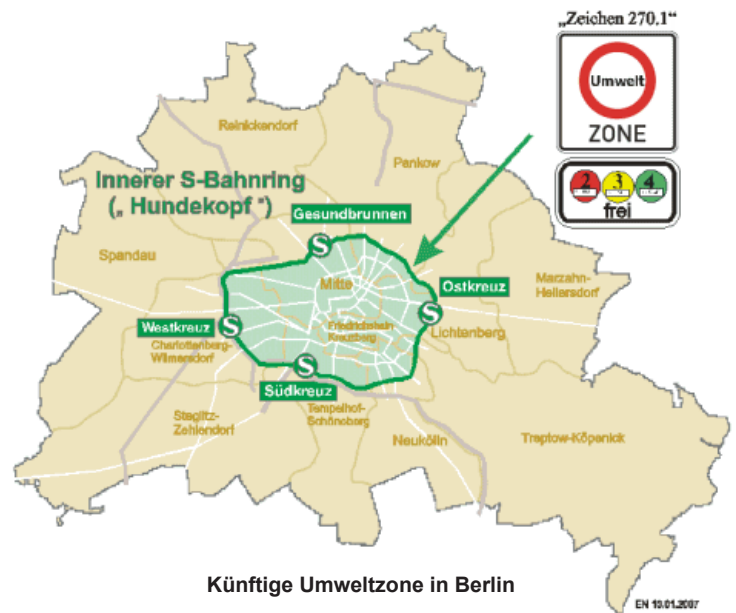 „Zeichen 270.1“
Umwelt
ZONE
2 3 4
frei
Reinickendorf
Pankow
Innerer S-Bahnring
(„ Hundekopf “)
Gesundbrunnen
S
Spandau
Mitte
Ostkreuz
S
Marzahn-
Hellersdorf
Westkreuz
S
Friedrichshain
Kreuzberg
Lichtenberg
Charlottenberg-
Wilmersdorf
S
Südkreuz
Steglitz-
Zehlendorf
Tempelhof-
Schöneberg
Neukölln
Treptow-Köpenick
Künftige Umweltzone in Berlin
EN 10.01.2007